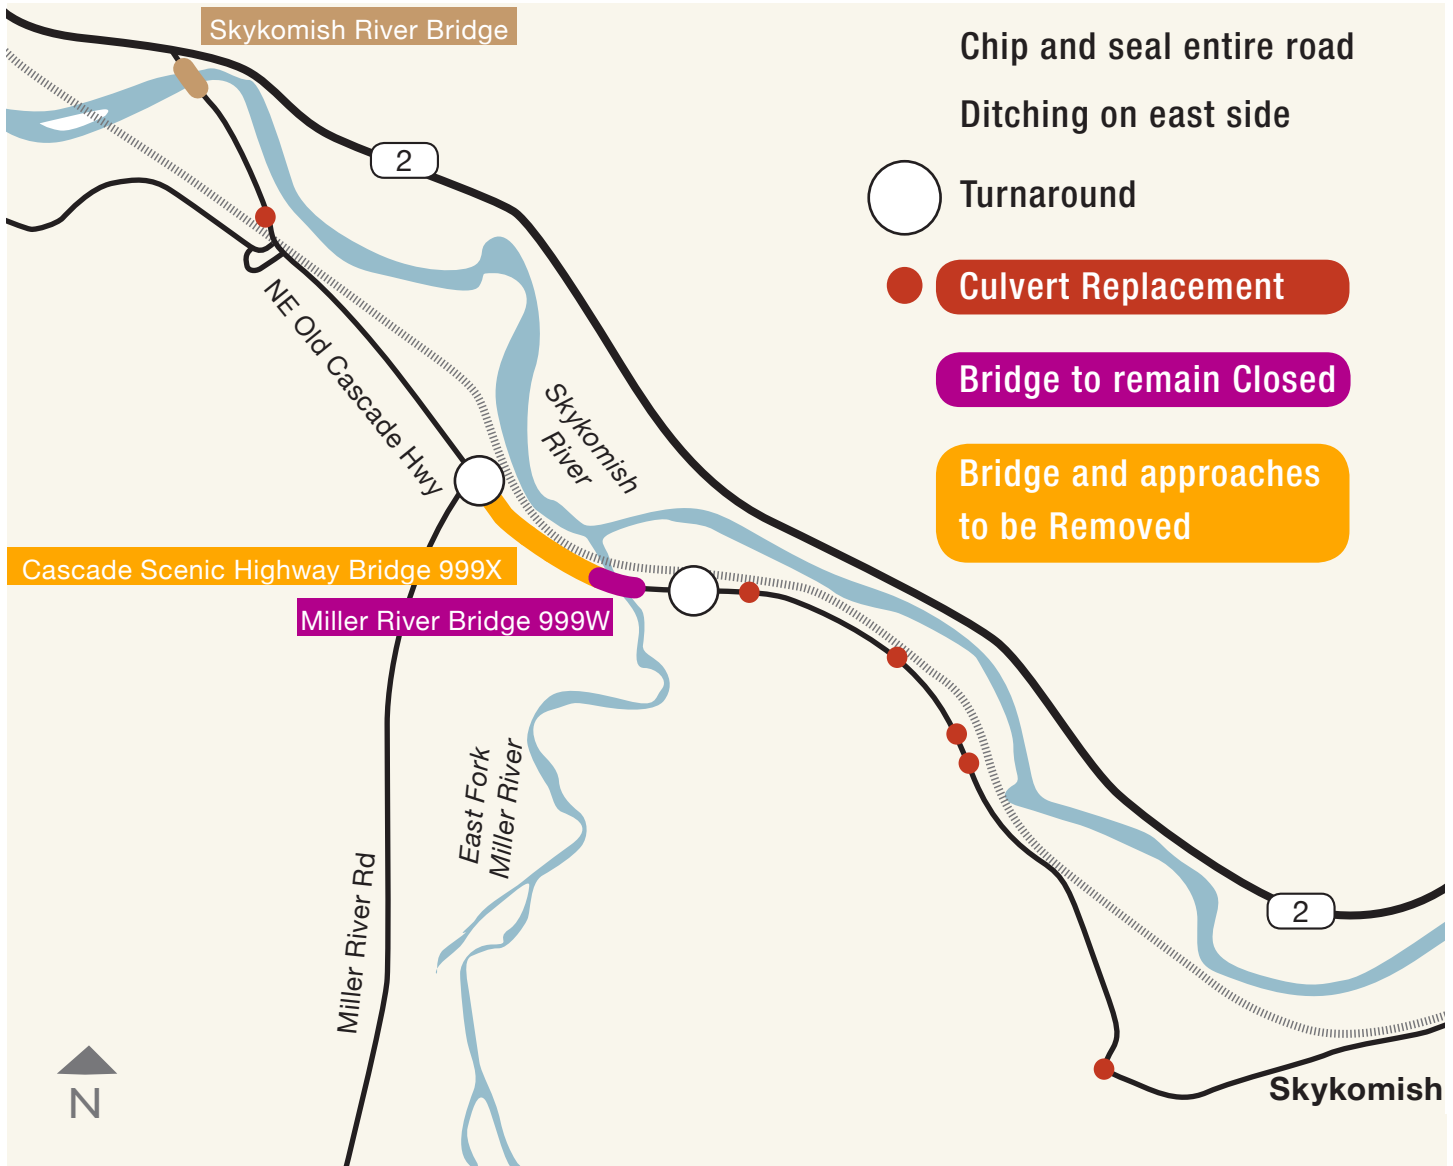 Skykomish River Bridge
Chip and seal entire road
Ditching on east side
2
Turnaround
Culvert Replacement
NE Old Cascade Hwy
Bridge to remain Closed
Skykomish
River
Bridge and approaches
to be Removed
Cascade Scenic Highway Bridge 999X
Miller River Bridge 999W
East Fork
Miller River
Miller River Rd
2
N
Skykomish